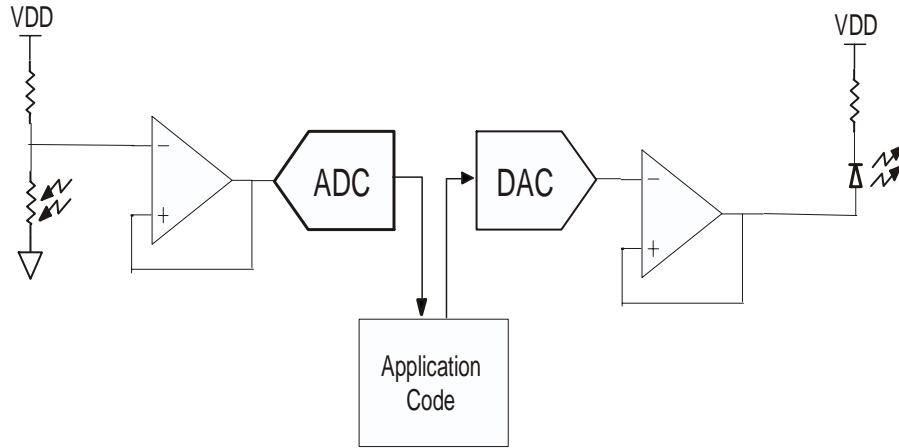 VDD
VDD
−
+
ADC
DAC
−
+
Application
Code